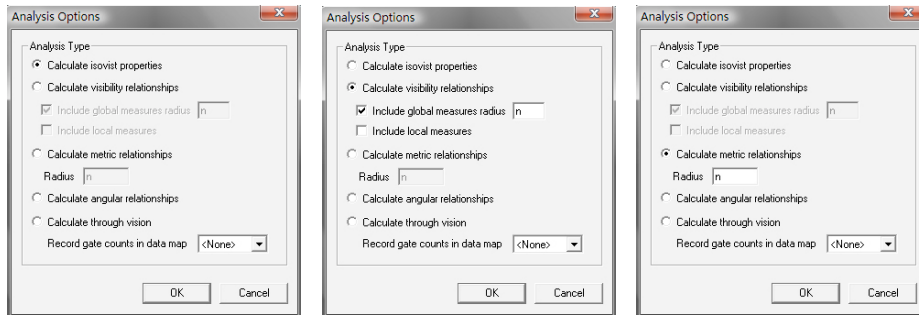 Analysis Options
Analysis Type
Calculate isovist properties
Calculate visibility relationships
Include global measures radius n
Include local measures
Calculate metric relationships
Radius n
Calculate angular relationships
Calculate through vision
Record gate counts in data map <None>
OK Cancel
Analysis Options
Analysis Type
Calculate isovist properties
Calculate visibility relationships
Include global measures radius n
Include local measures
Calculate metric relationships
Radius n
Calculate angular relationships
Calculate through vision
Record gate counts in data map <None>
OK Cancel
Analysis Options
Analysis Type
Calculate isovist properties
Calculate visibility relationships
Include global measures radius n
Include local measures
Calculate metric relationships
Radius n
Calculate angular relationships
Calculate through vision
Record gate counts in data map <None>
OK Cancel